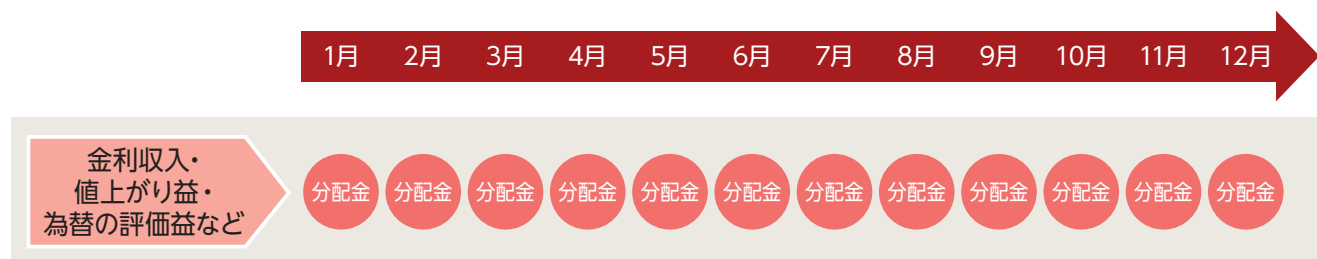 1月 2月 3月 4月 5月 6月 7月 8月 9月 10月 11月 12月
金利収入・
値上がり益・
為替の評価益など
分配金 分配金 分配金 分配金 分配金 分配金 分配金 分配金 分配金 分配金 分配金 分配金